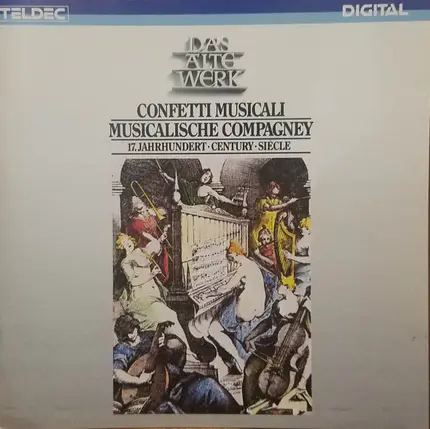 TELDEC
DIGITAL
DAS
ALTE
WERK
CONFETTI MUSICALI
MUSICALISCHE COMPAGNEY
17. JAHRHUNDERT · CENTURY · SIÈCLE